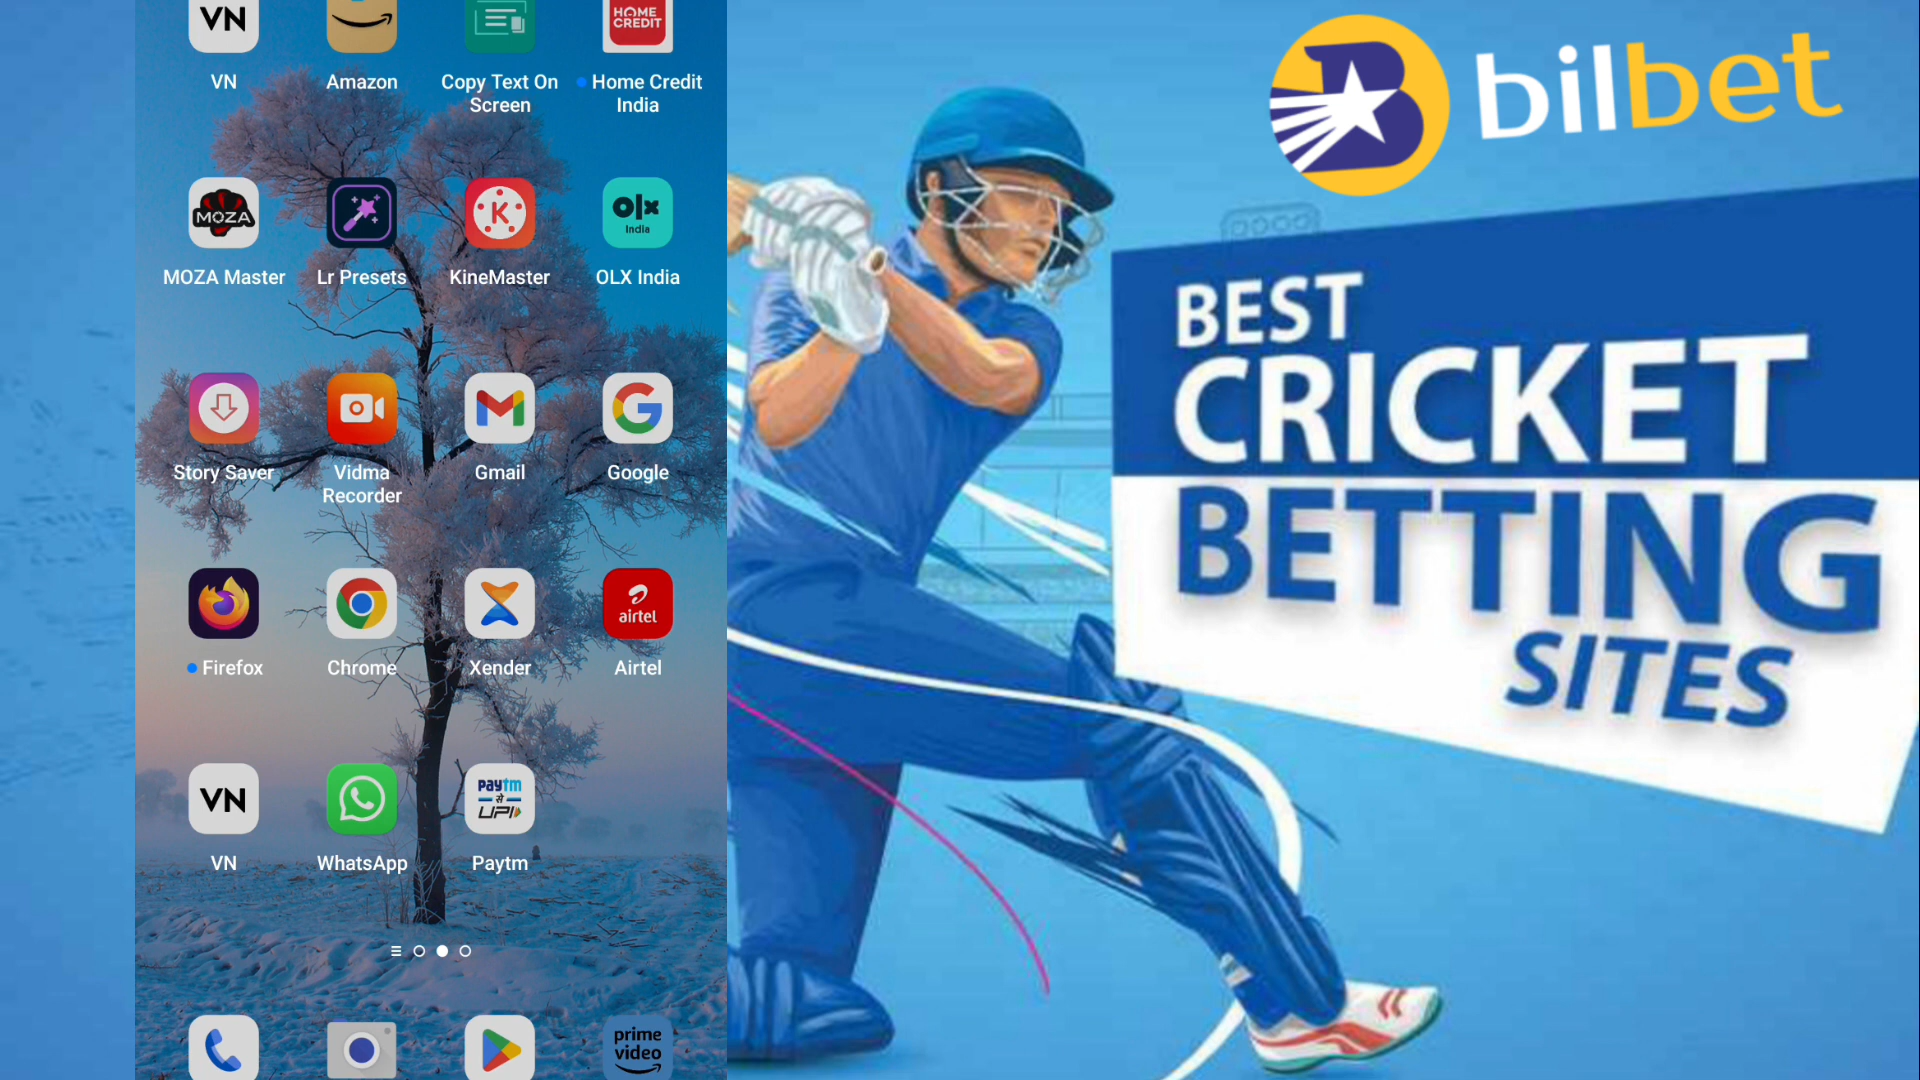 VN
Amazon
Copy Text On
Screen
HOME
CREDIT
Home Credit
India
MOZA
MOZA Master
Lr Presets
K
KineMaster
olx
India
OLX India
Story Saver
Vidma
Recorder
Gmail
Google
Firefox
Chrome
Xender
airtel
Airtel
VN
VN
WhatsApp
paytm
से
UPI
Paytm
prime
video
B
bilbet
BEST
CRICKET
BETTING
SITES